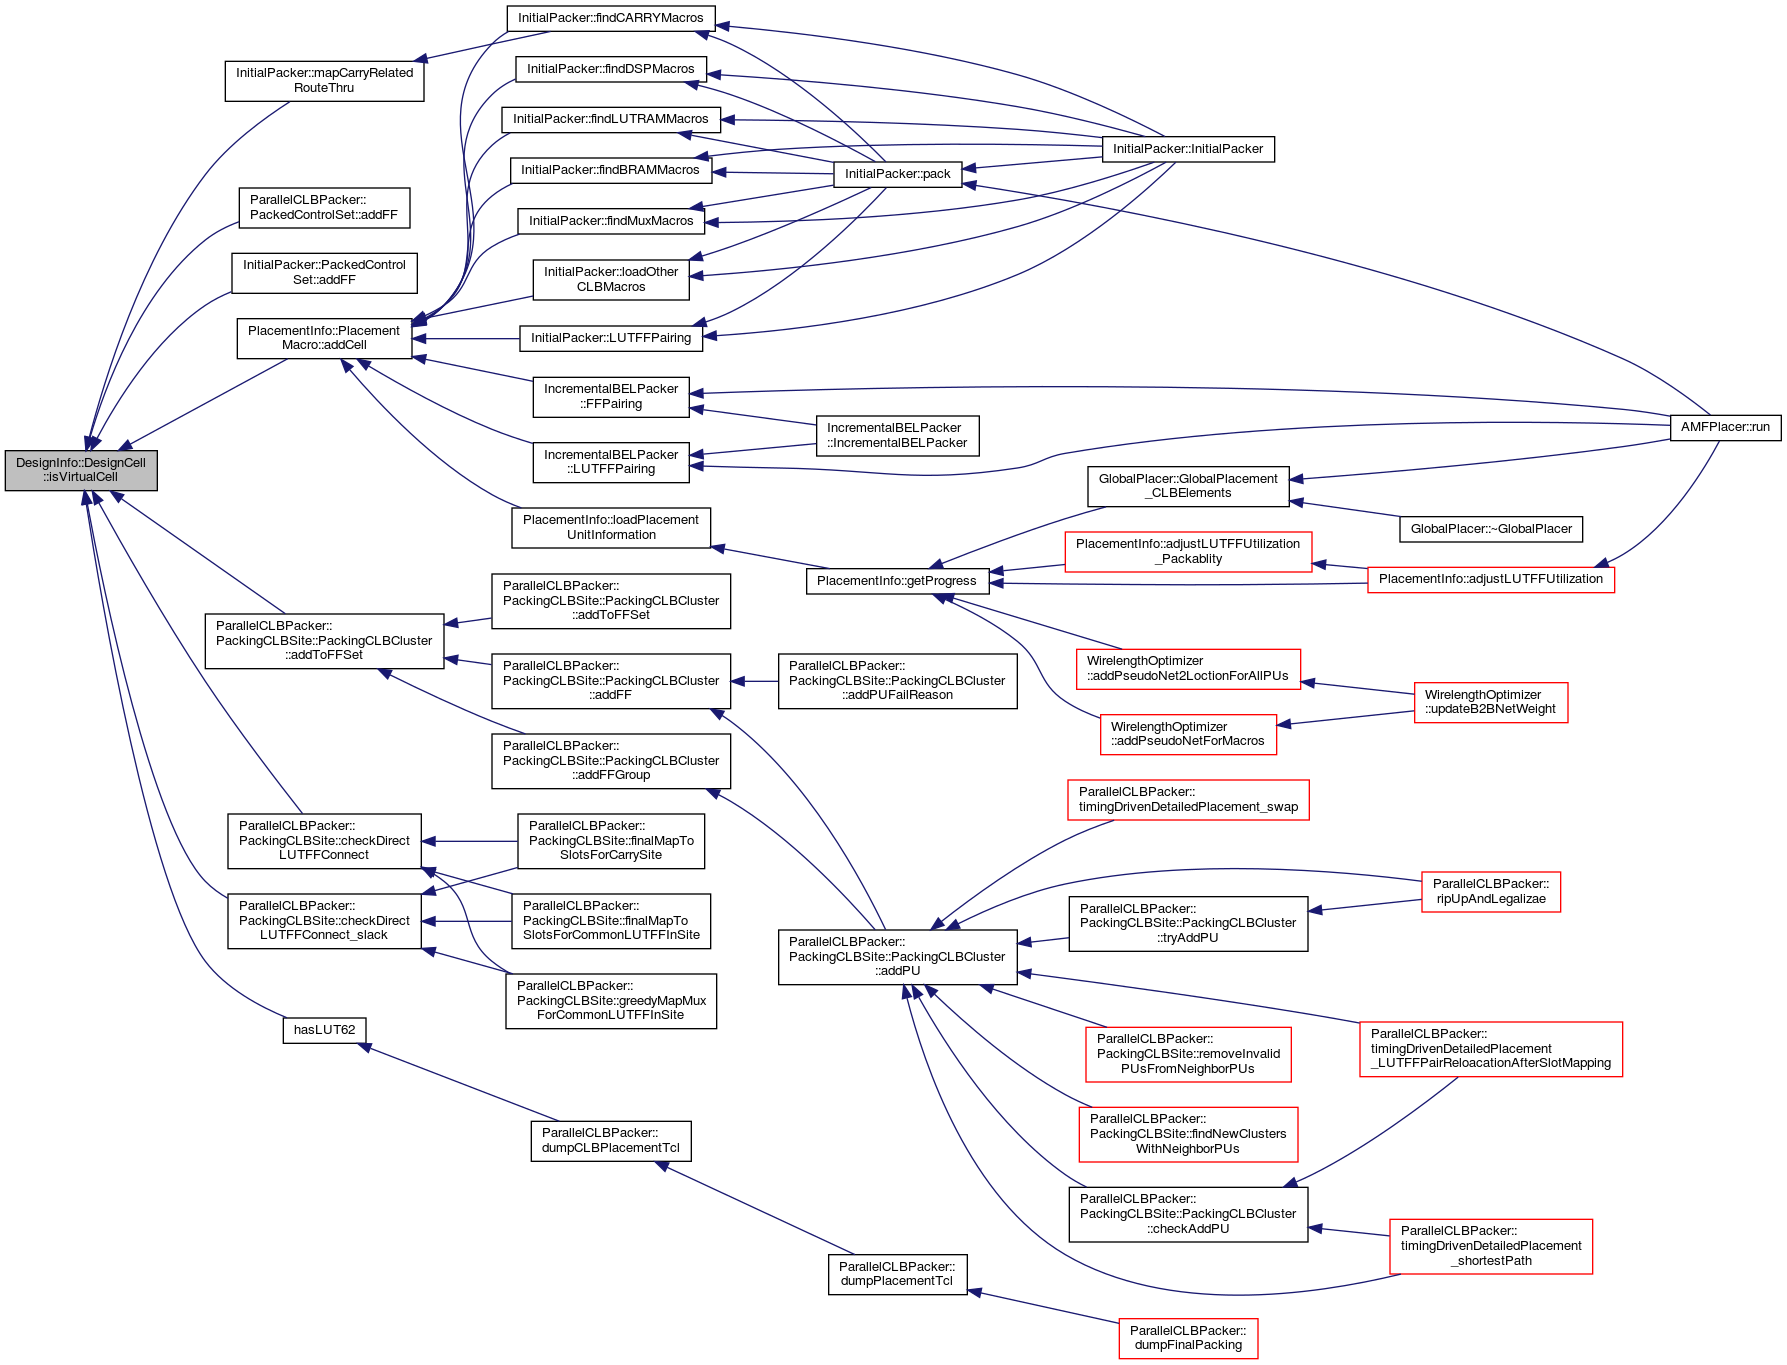 DesignInfo::DesignCell
::isVirtualCell
InitialPacker::mapCarryRelated
RouteThru
ParallelCLBPacker::
PackedControlSet::addFF
InitialPacker::PackedControl
Set::addFF
PlacementInfo::Placement
Macro::addCell
ParallelCLBPacker::
PackingCLBSite::PackingCLBCluster
::addToFFSet
ParallelCLBPacker::
PackingCLBSite::checkDirect
LUTFFConnect
ParallelCLBPacker::
PackingCLBSite::checkDirect
LUTFFConnect_slack
hasLUT62
InitialPacker::findCARRYMacros
InitialPacker::findDSPMacros
InitialPacker::findLUTRAMMacros
InitialPacker::findBRAMMacros
InitialPacker::findMuxMacros
InitialPacker::loadOther
CLBMacros
InitialPacker::LUTFFPairing
IncrementalBELPacker
::FFPairing
IncrementalBELPacker
::LUTFFPairing
PlacementInfo::loadPlacement
UnitInformation
ParallelCLBPacker::
PackingCLBSite::PackingCLBCluster
::addToFFSet
ParallelCLBPacker::
PackingCLBSite::PackingCLBCluster
::addFF
ParallelCLBPacker::
PackingCLBSite::PackingCLBCluster
::addFFGroup
ParallelCLBPacker::
PackingCLBSite::finalMapTo
SlotsForCarrySite
ParallelCLBPacker::
PackingCLBSite::finalMapTo
SlotsForCommonLUTFFInSite
ParallelCLBPacker::
PackingCLBSite::greedyMapMux
ForCommonLUTFFInSite
ParallelCLBPacker::
dumpCLBPlacementTcl
InitialPacker::pack
IncrementalBELPacker
::IncrementalBELPacker
PlacementInfo::getProgress
ParallelCLBPacker::
PackingCLBSite::PackingCLBCluster
::addPUFailReason
ParallelCLBPacker::
PackingCLBSite::PackingCLBCluster
::addPU
ParallelCLBPacker::
dumpPlacementTcl
InitialPacker::InitialPacker
GlobalPlacer::GlobalPlacement
_CLBElements
PlacementInfo::adjustLUTFFUtilization
_Packablity
WirelengthOptimizer
::addPseudoNet2LoctionForAllPUs
WirelengthOptimizer
::addPseudoNetForMacros
ParallelCLBPacker::
timingDrivenDetailedPlacement_swap
ParallelCLBPacker::
PackingCLBSite::PackingCLBCluster
::tryAddPU
ParallelCLBPacker::
PackingCLBSite::removeInvalid
PUsFromNeighborPUs
ParallelCLBPacker::
PackingCLBSite::findNewClusters
WithNeighborPUs
ParallelCLBPacker::
PackingCLBSite::PackingCLBCluster
::checkAddPU
ParallelCLBPacker::
dumpFinalPacking
AMFPlacer::run
GlobalPlacer::~GlobalPlacer
PlacementInfo::adjustLUTFFUtilization
WirelengthOptimizer
::updateB2BNetWeight
ParallelCLBPacker::
ripUpAndLegalizae
ParallelCLBPacker::
timingDrivenDetailedPlacement
_LUTFFPairReloacationAfterSlotMapping
ParallelCLBPacker::
timingDrivenDetailedPlacement
_shortestPath